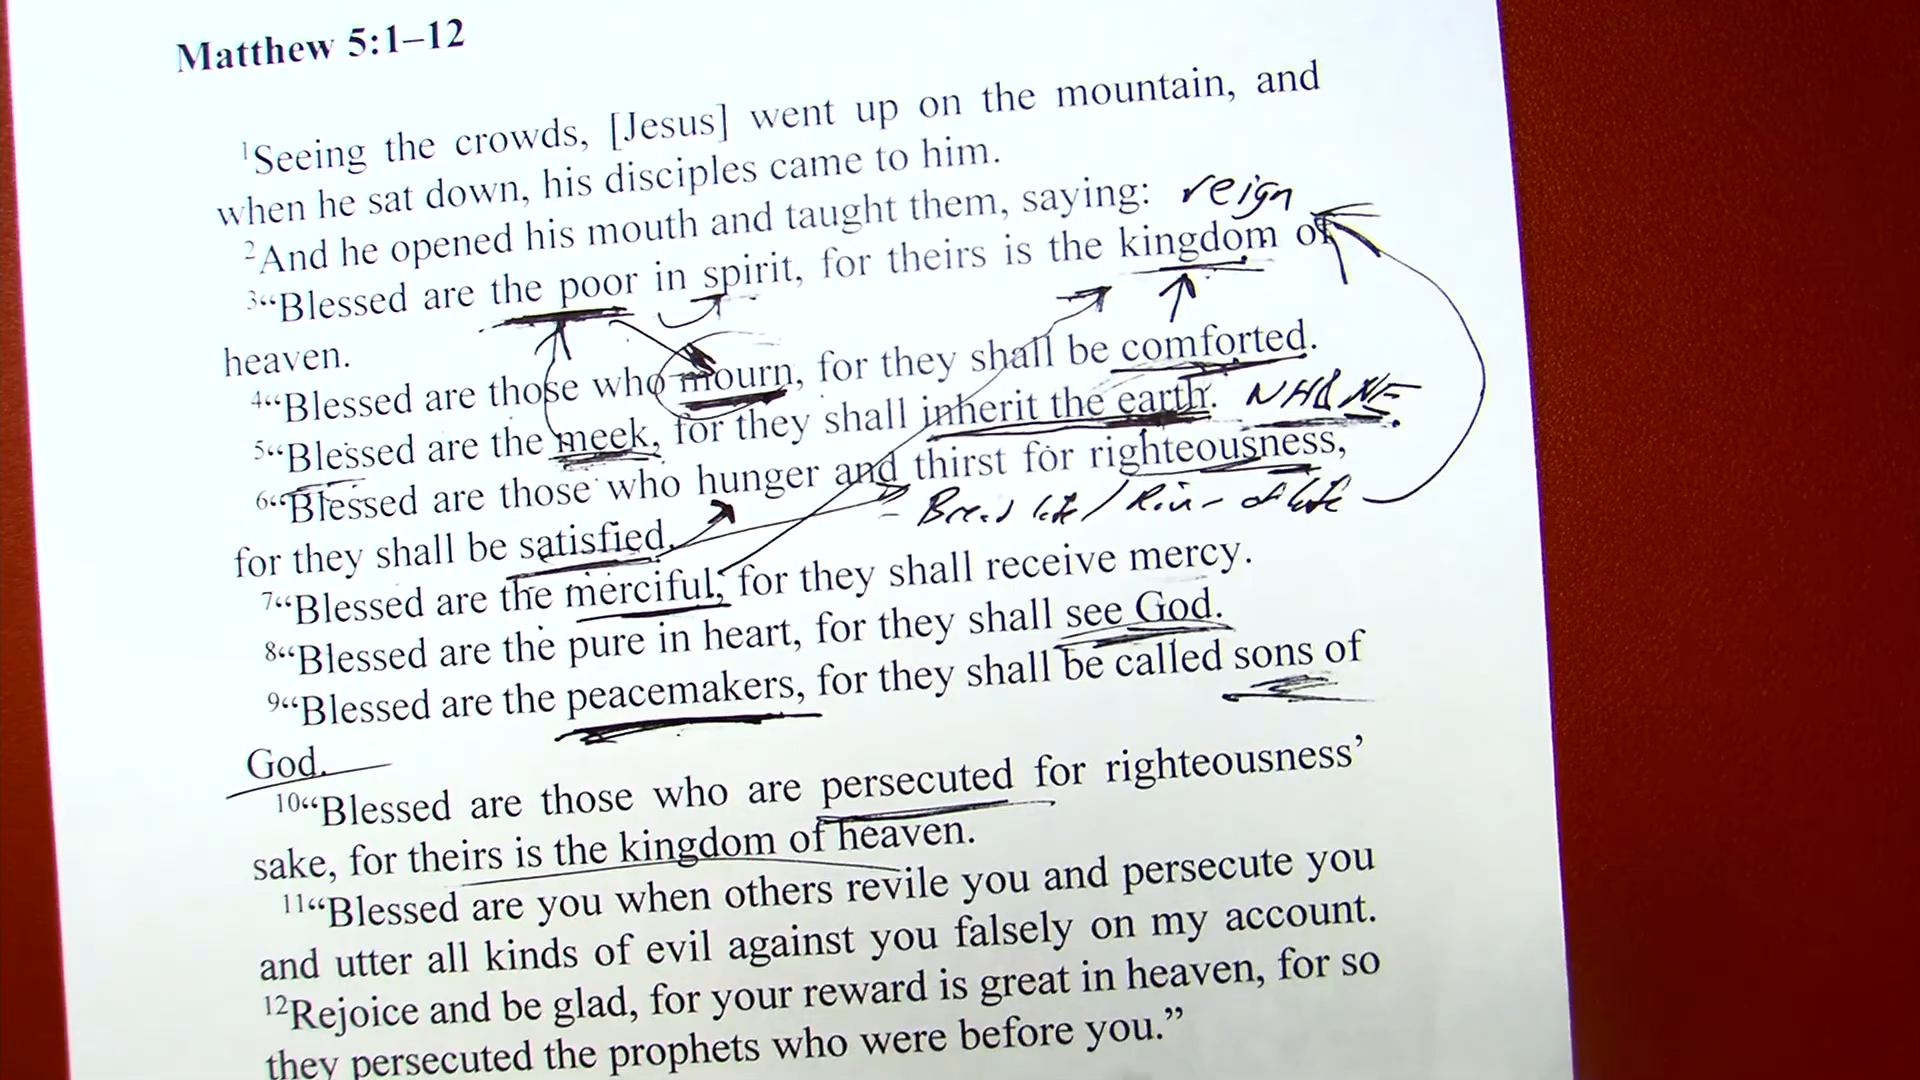 Matthew 5:1–12
1Seeing the crowds, [Jesus] went up on the mountain, and
when he sat down, his disciples came to him.
2And he opened his mouth and taught them, saying: reign
3“Blessed are the poor in spirit, for theirs is the kingdom of
heaven.
4“Blessed are those who mourn, for they shall be comforted.
5“Blessed are the meek, for they shall inherit the earth. NH&NE
6“Blessed are those who hunger and thirst for righteousness,
- Bread life / River of life
for they shall be satisfied.
7“Blessed are the merciful, for they shall receive mercy.
8“Blessed are the pure in heart, for they shall see God.
9“Blessed are the peacemakers, for they shall be called sons of
God.
10“Blessed are those who are persecuted for righteousness’
sake, for theirs is the kingdom of heaven.
11“Blessed are you when others revile you and persecute you
and utter all kinds of evil against you falsely on my account.
12Rejoice and be glad, for your reward is great in heaven, for so
they persecuted the prophets who were before you.”